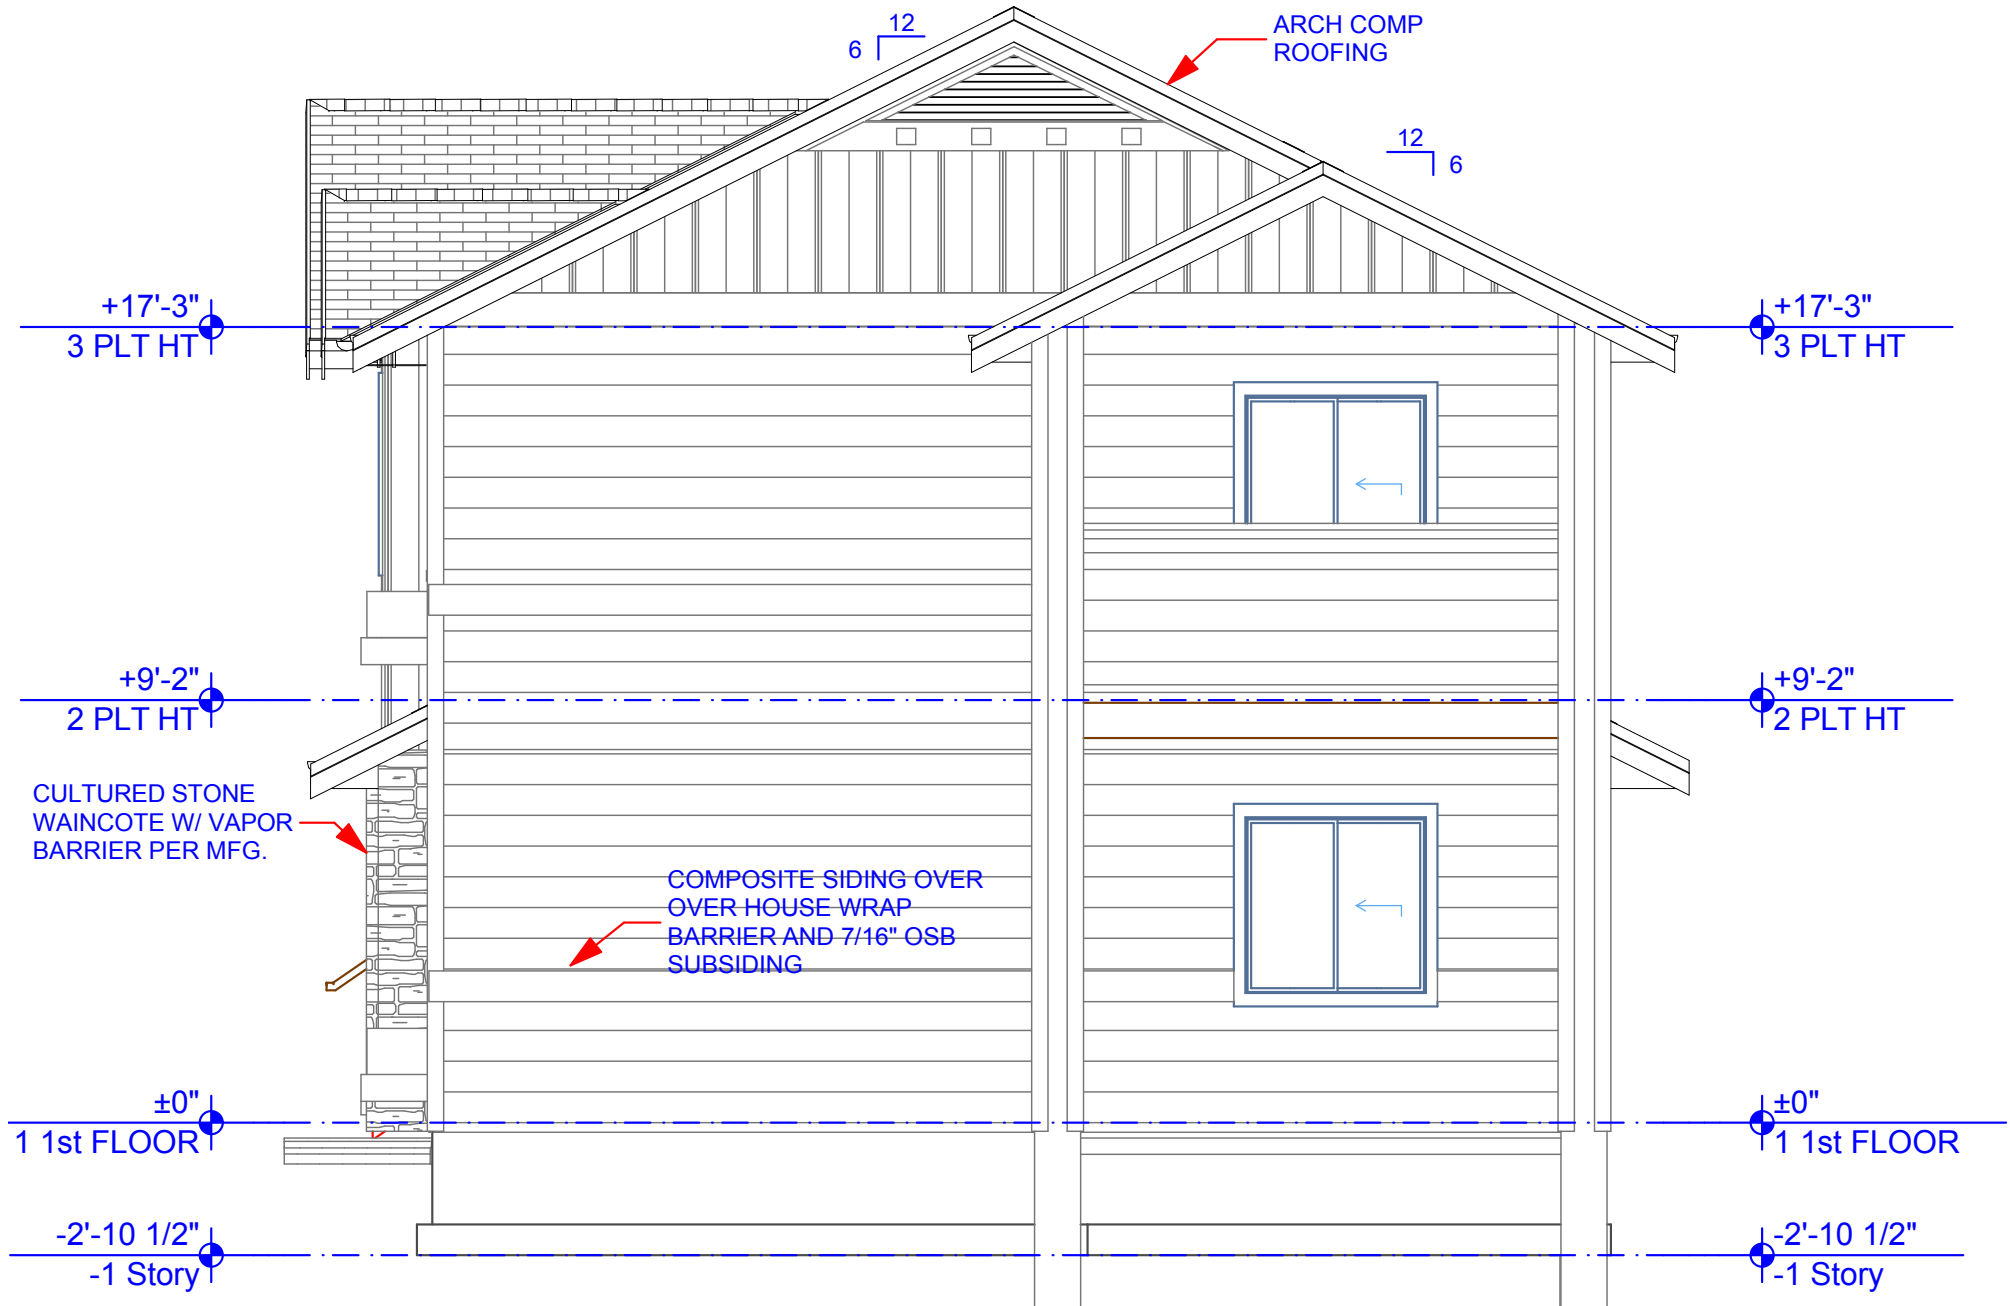 12
6
ARCH COMP
ROOFING
12
6
+17'-3"
3 PLT HT
+17'-3"
3 PLT HT
+9'-2"
2 PLT HT
+9'-2"
2 PLT HT
CULTURED STONE
WAINCOTE W/ VAPOR
BARRIER PER MFG.
COMPOSITE SIDING OVER
OVER HOUSE WRAP
BARRIER AND 7/16" OSB
SUBSIDING
±0"
1 1st FLOOR
±0"
1 1st FLOOR
-2'-10 1/2"
-1 Story
-2'-10 1/2"
-1 Story